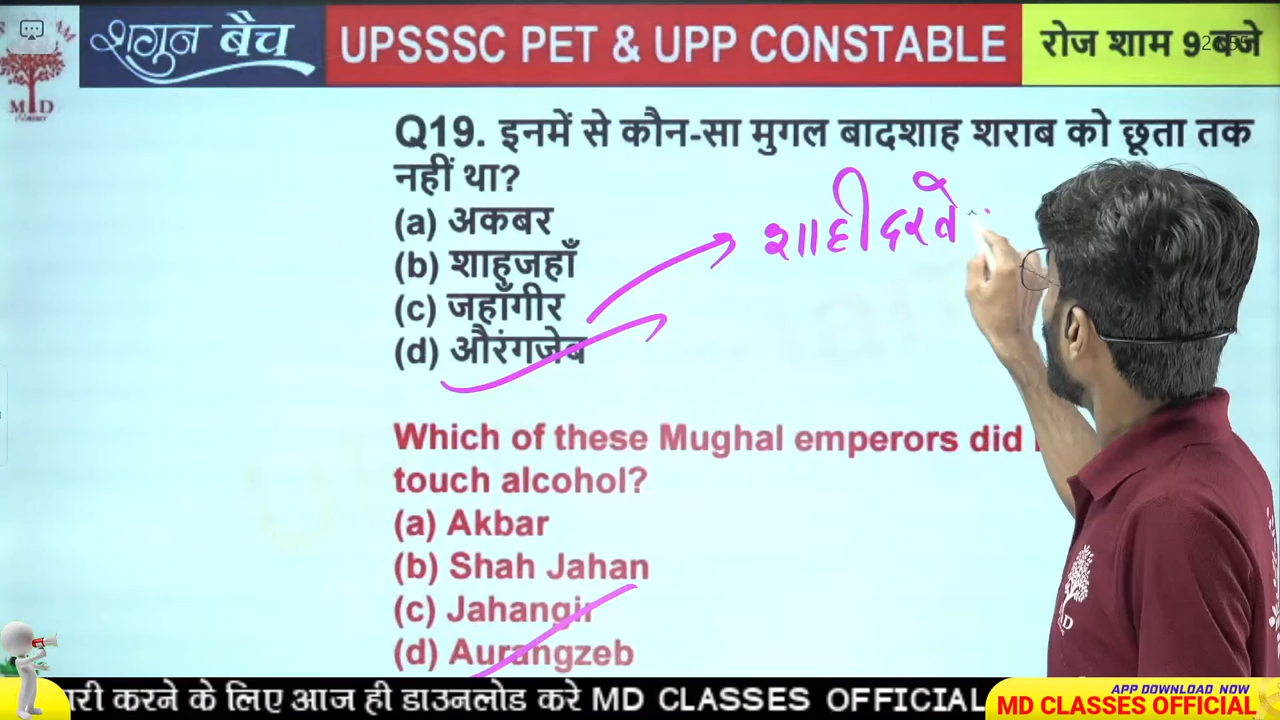 शगुन बैच
UPSSSC PET & UPP CONSTABLE
रोज शाम 9 बजे
Q19. इनमें से कौन-सा मुगल बादशाह शराब को छूता तक
नहीं था?
(a) अकबर
(b) शाहजहाँ
(c) जहाँगीर
(d) औरंगजेब
शाही दरवे
Which of these Mughal emperors did
touch alcohol?
(a) Akbar
(b) Shah Jahan
(c) Jahangir
(d) Aurangzeb
करने के लिए आज ही डाउनलोड करे MD CLASSES OFFICIAL
APP DOWNLOAD NOW
MD CLASSES OFFICIAL